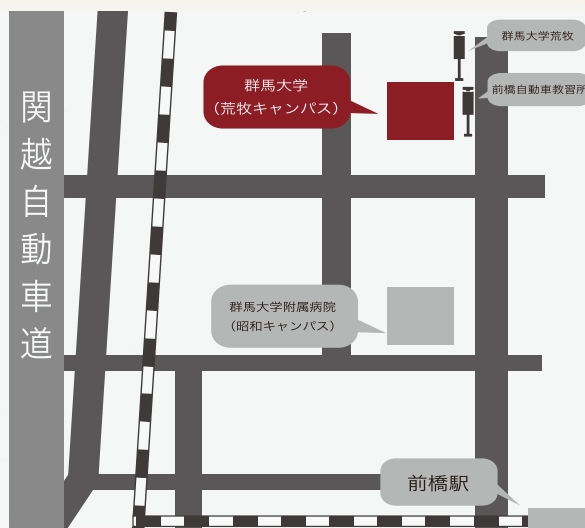 群馬大学荒牧
群馬大学
（荒牧キャンパス）
前橋自動車教習所
関越自動車道
群馬大学附属病院
（昭和キャンパス）
前橋駅